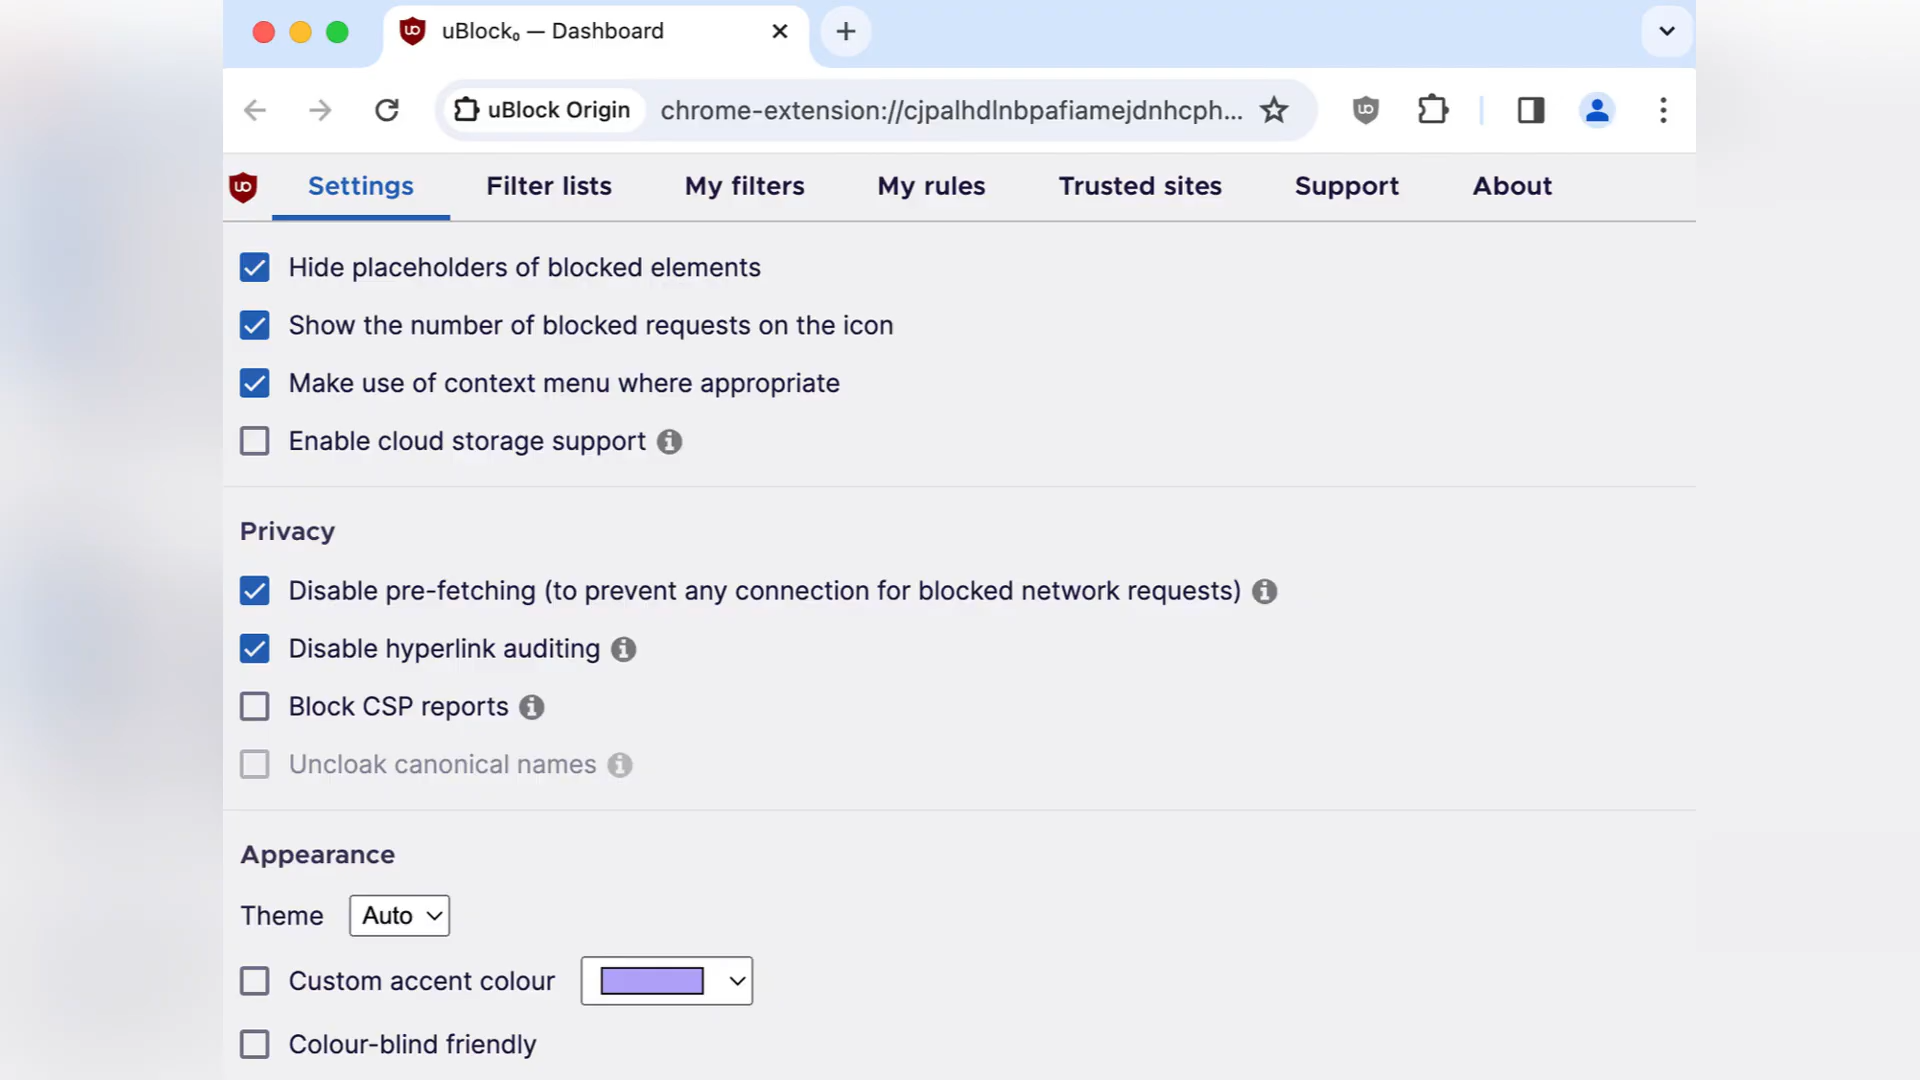 uBlock₀ — Dashboard
uBlock Origin chrome-extension://cjpalhdlnbpafiamejdnhcph...
Settings Filter lists My filters My rules Trusted sites Support About
Hide placeholders of blocked elements
Show the number of blocked requests on the icon
Make use of context menu where appropriate
Enable cloud storage support
Privacy
Disable pre-fetching (to prevent any connection for blocked network requests)
Disable hyperlink auditing
Block CSP reports
Uncloak canonical names
Appearance
Theme Auto
Custom accent colour
Colour-blind friendly